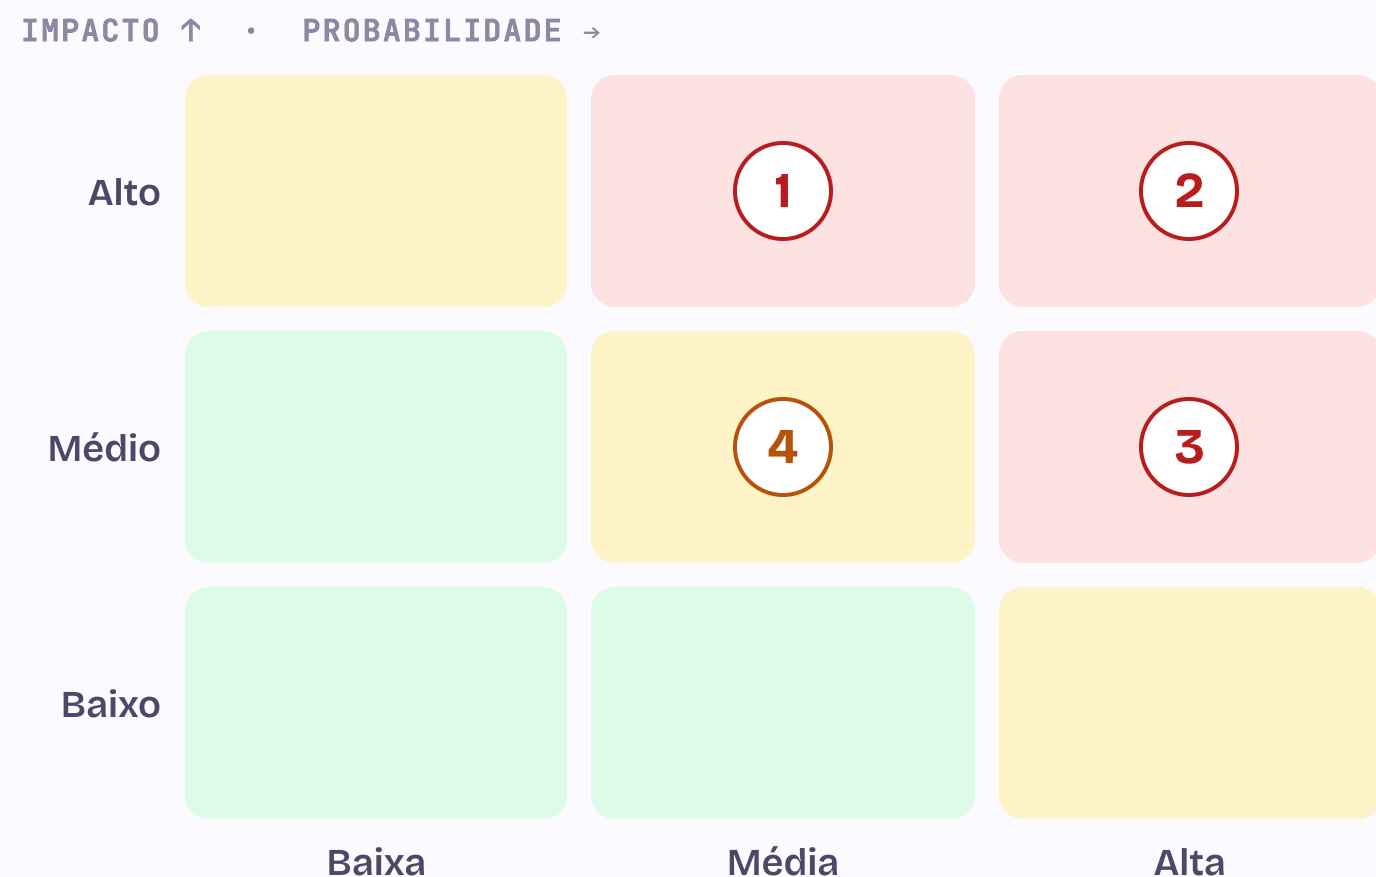 IMPACTO ↑ · PROBABILIDADE →
Alto
1
2
Médio
4
3
Baixo
Baixa
Média
Alta